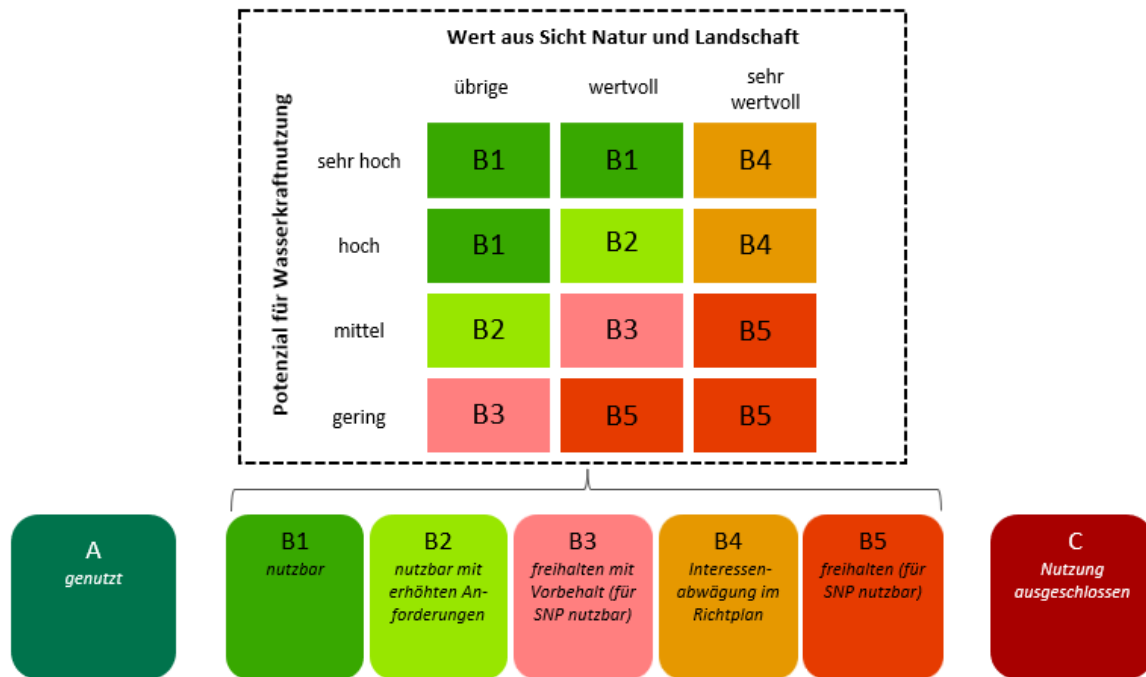 Wert aus Sicht Natur und Landschaft
Potenzial für Wasserkraftnutzung
übrige wertvoll sehr
wertvoll
sehr hoch B1 B1 B4
hoch B1 B2 B4
mittel B2 B3 B5
gering B3 B5 B5
A
genutzt
B1
nutzbar
B2
nutzbar mit
erhöhten An-
forderungen
B3
freihalten mit
Vorbehalt (für
SNP nutzbar)
B4
Interessen-
abwägung im
Richtplan
B5
freihalten (für
SNP nutzbar)
C
Nutzung
ausgeschlossen